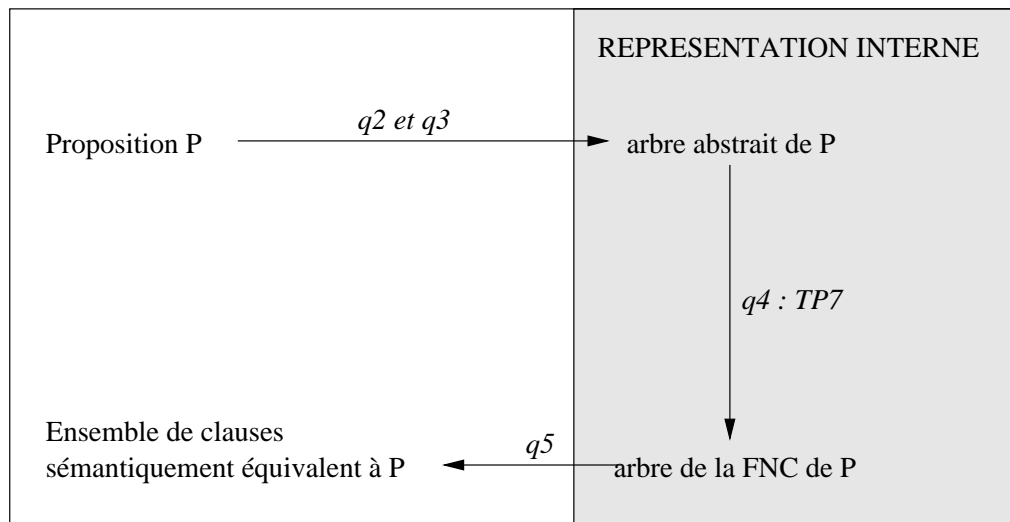 REPRESENTATION INTERNE
q2 et q3
Proposition P
arbre abstrait de P
q4 : TP7
Ensemble de clauses
sémantiquement équivalent à P
q5
arbre de la FNC de P